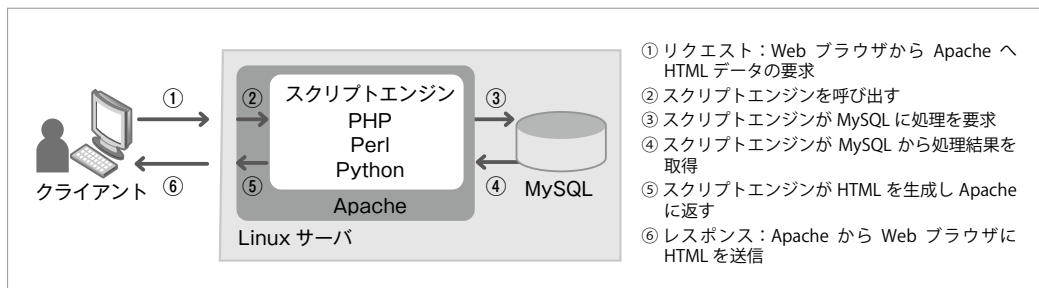 ① ② スクリプトエンジン ③
PHP
Perl
Python
クライアント ⑥ ⑤ ④ MySQL
Apache
Linux サーバ
① リクエスト：Web ブラウザから Apache へ
HTML データの要求
② スクリプトエンジンを呼び出す
③ スクリプトエンジンが MySQL に処理を要求
④ スクリプトエンジンが MySQL から処理結果を
取得
⑤ スクリプトエンジンが HTML を生成し Apache
に返す
⑥ レスポンス：Apache から Web ブラウザに
HTML を送信